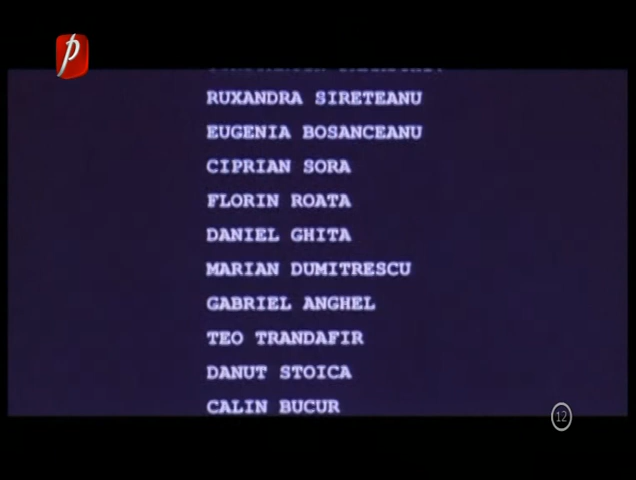 p
RUXANDRA SIRETEANU
EUGENIA BOSANCEANU
CIPRIAN SORA
FLORIN ROATA
DANIEL GHITA
MARIAN DUMITRESCU
GABRIEL ANGHEL
TEO TRANDAFIR
DANUT STOICA
CALIN BUCUR
12